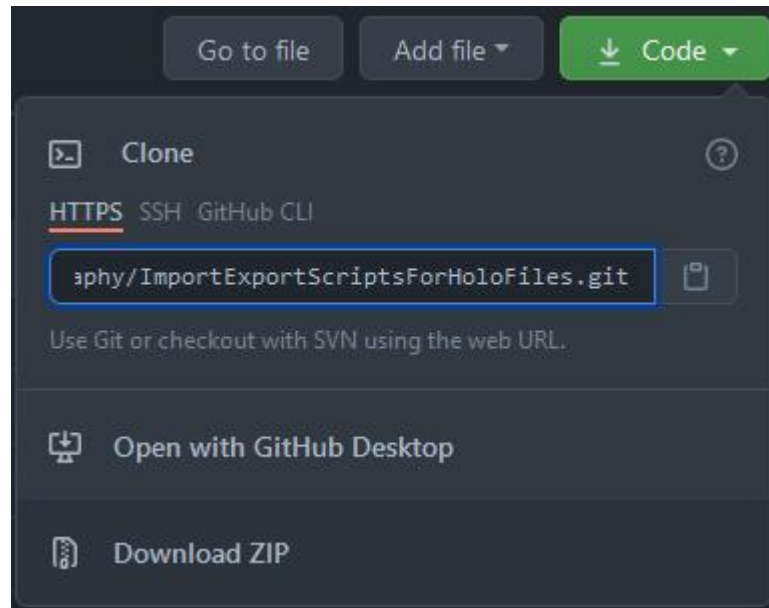 Go to file Add file Code
Clone
HTTPS SSH GitHub CLI
aphy/ImportExportScriptsForHoloFiles.git
Use Git or checkout with SVN using the web URL.
Open with GitHub Desktop
Download ZIP